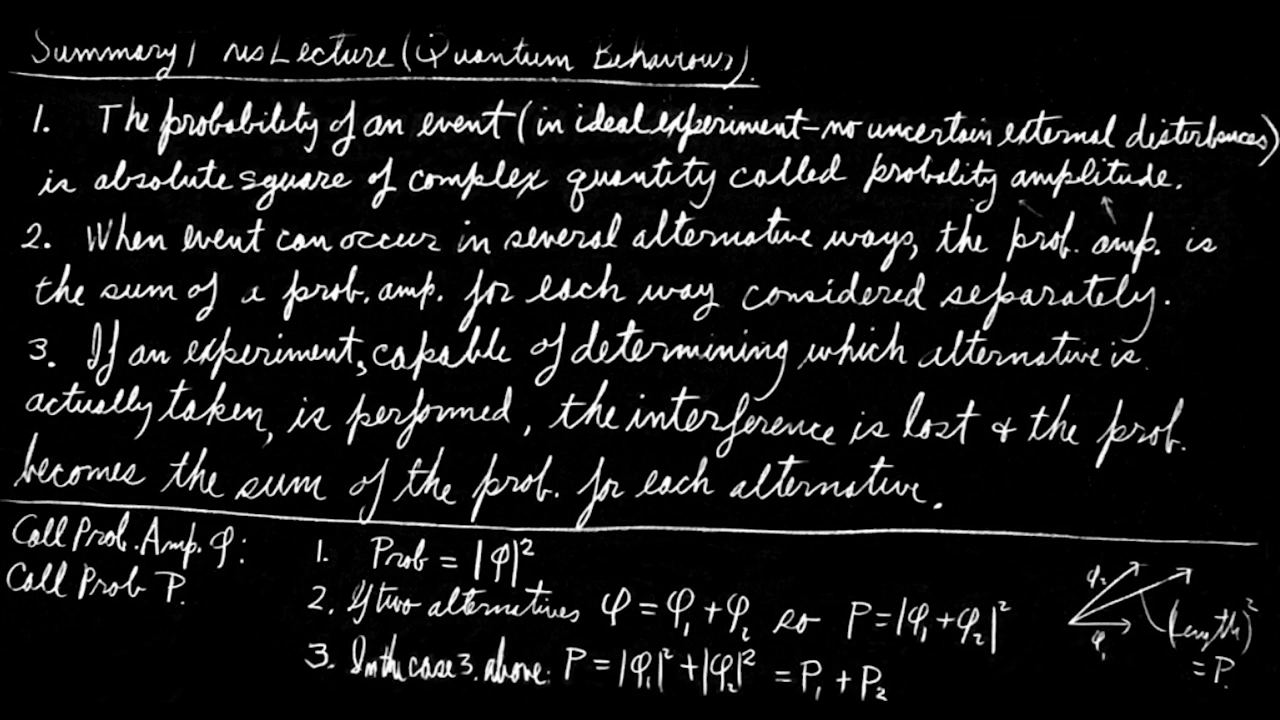 Summary, this Lecture (Quantum Behaviours).
1. The probability of an event (in ideal experiment - no uncertain external disturbances)
is absolute square of complex quantity called probality amplitude.
2. When event can occur in several alternative ways, the prob. amp. is
the sum of a prob. amp. for each way considered separately.
3. If an experiment, capable of determining which alternative is
actually taken, is performed, the interference is lost & the prob.
becomes the sum of the prob. for each alternative.
Call Prob. Amp. φ:
Call Prob P.
1. Prob = |φ|²
2. If two alternatives φ = φ₁ + φ₂ so P = |φ₁ + φ₂|²
3. In the case 3. above: P = |φ₁|² + |φ₂|² = P₁ + P₂
φ₂
φ₁
(Length)²
= P.